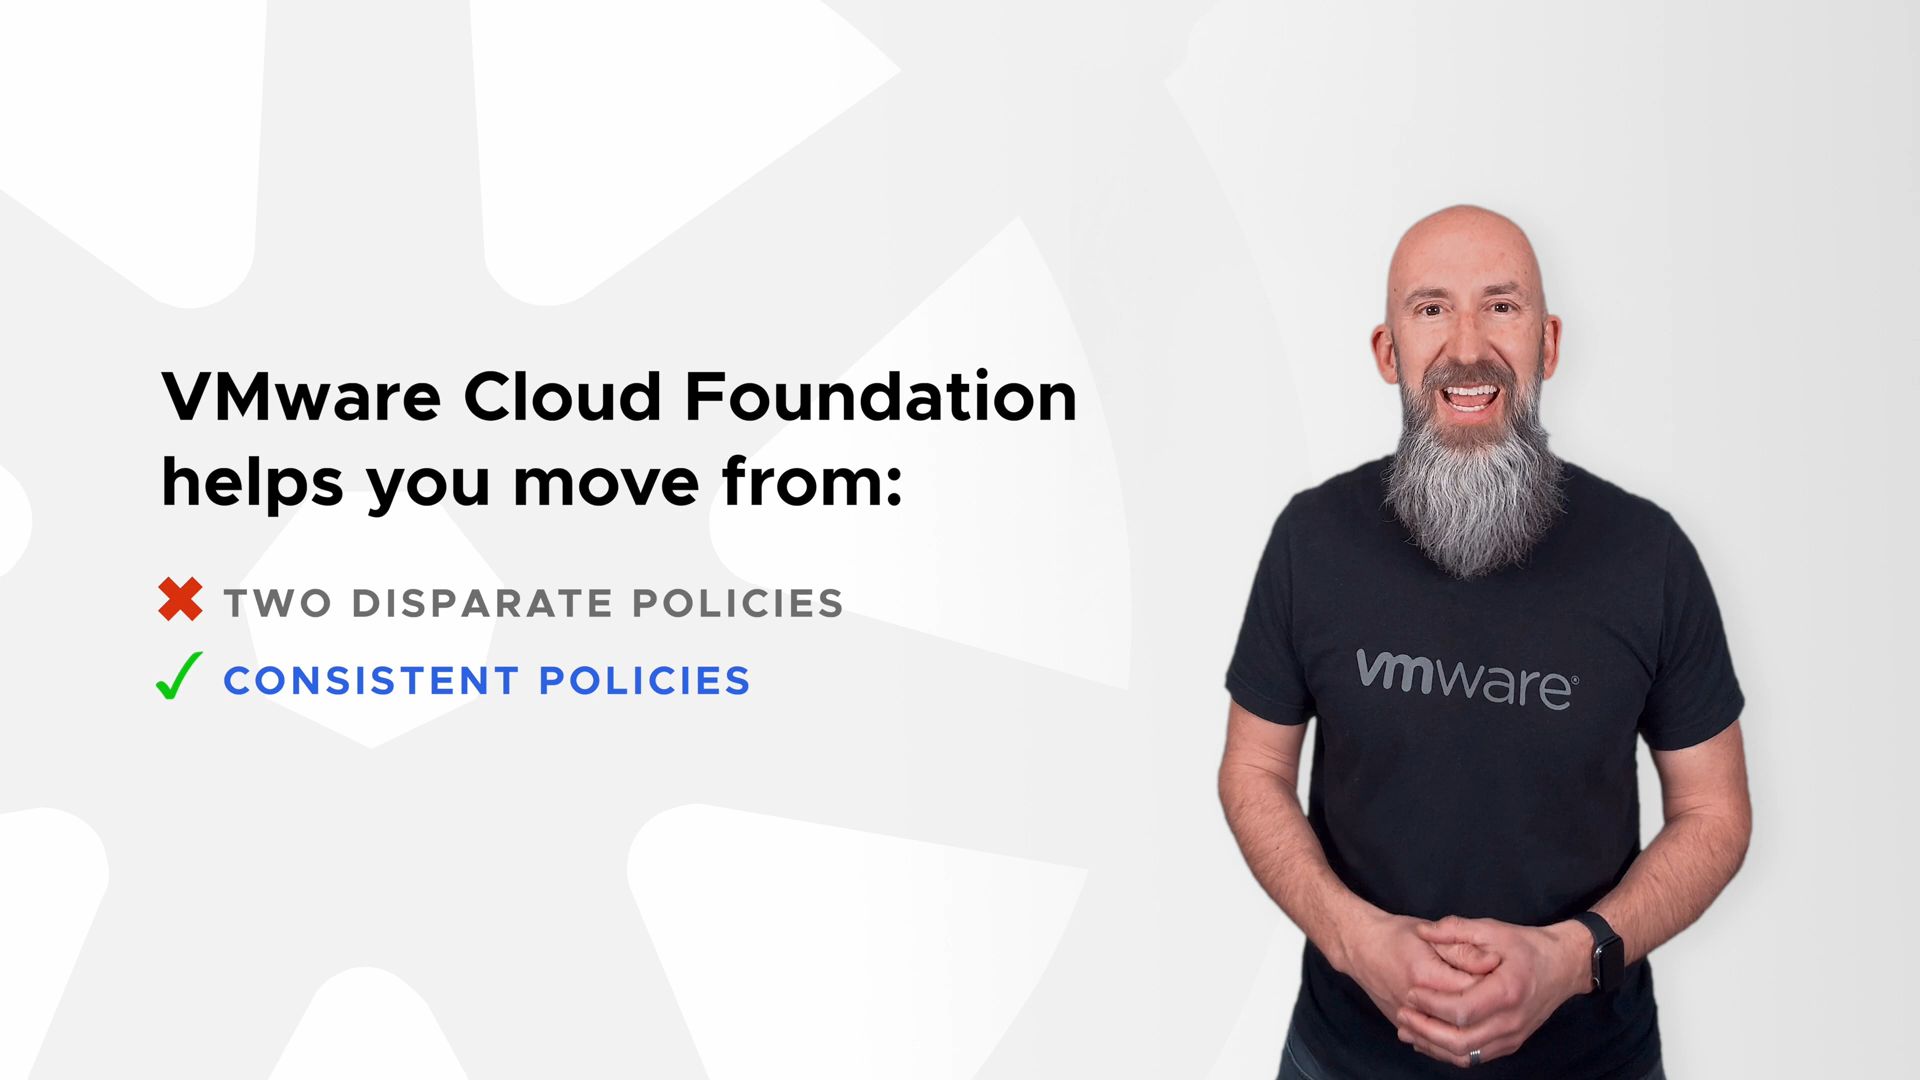 VMware Cloud Foundation
helps you move from:
TWO DISPARATE POLICIES
CONSISTENT POLICIES
vmware®